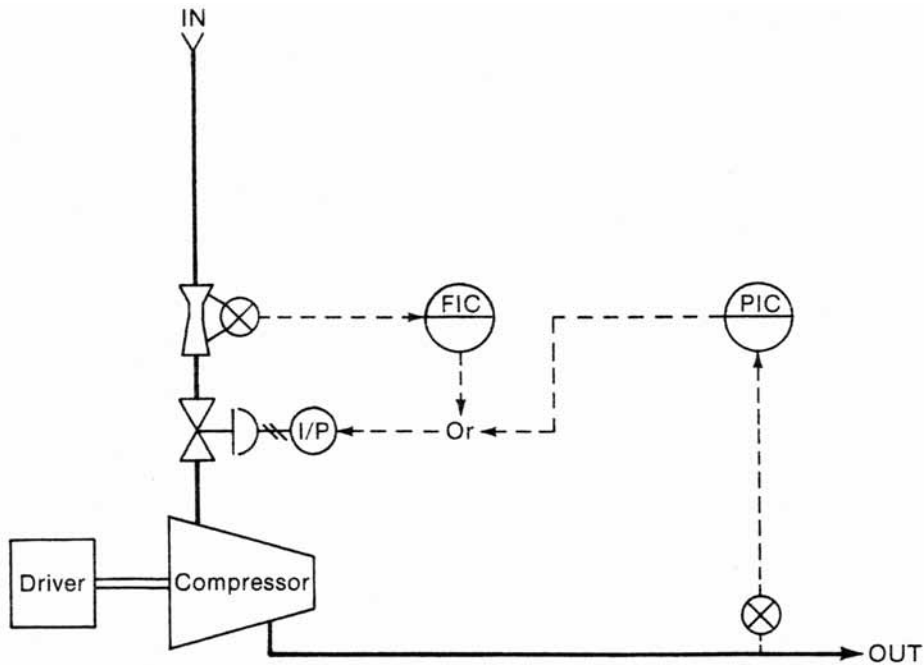 IN
FIC
PIC
I/P
Or
Driver
Compressor
OUT